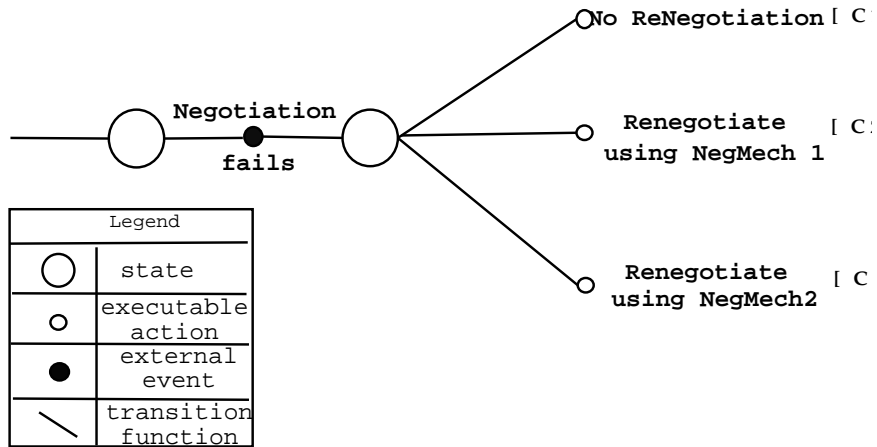 No ReNegotiation [ C
Negotiation
fails
Renegotiate [ C
using NegMech 1
Renegotiate [ C
using NegMech2
Legend
state
executable
action
external
event
transition
function